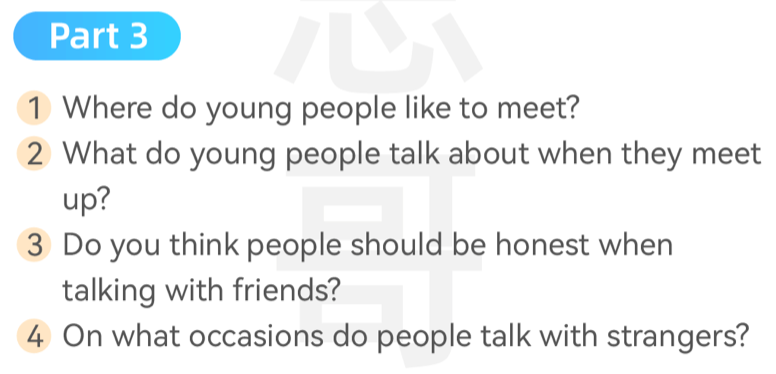 Part 3
1 Where do young people like to meet?
2 What do young people talk about when they meet
up?
3 Do you think people should be honest when
talking with friends?
4 On what occasions do people talk with strangers?